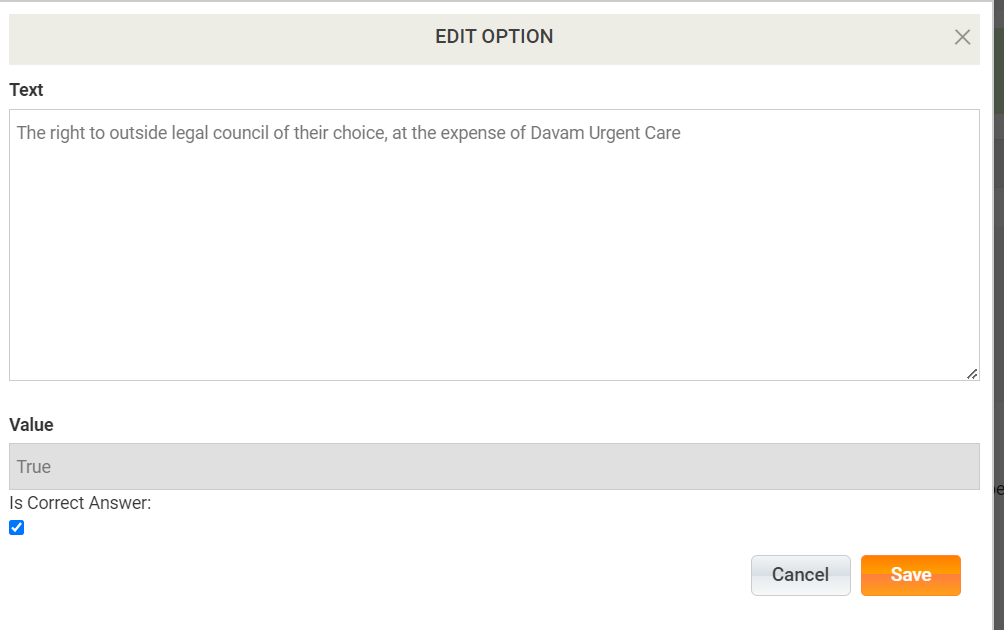 EDIT OPTION
Text
The right to outside legal council of their choice, at the expense of Davam Urgent Care
Value
True
Is Correct Answer:
Cancel
Save